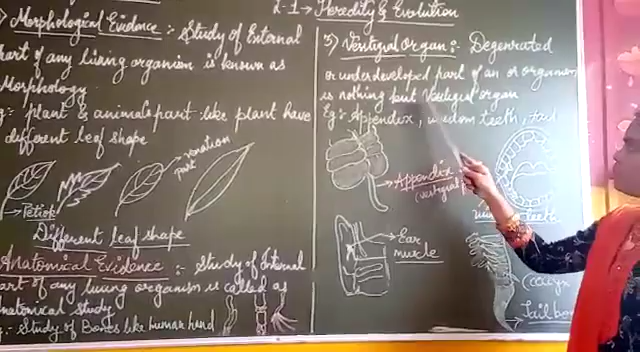 2.1 → Heredity & Evolution
Morphological Evidence :- Study of External
Part of any living organism is known as
Morphology
Eg:- plant & animals part like plant have
different leaf shape
venation
part
Petiole
Different leaf shape
Anatomical Evidence :- Study of Internal
Part of any living organism is called as
Anatomical study
Eg:- Study of Bones like human hand
3) Vestigial Organ :- Degenrated
or underdeveloped part of an organism
is nothing but Vestigial organ
Eg:- Appendix, wisdom teeth, tail
Appendix
(vestigial
teeth
Ear
muscle
Tail bone